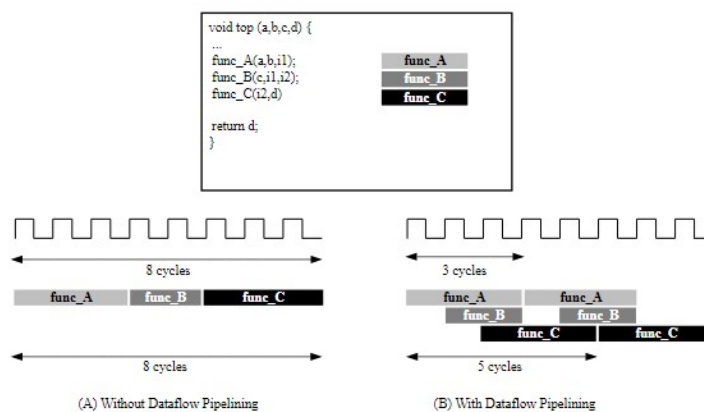 void top (a,b,c,d) {
...
func_A(a,b,i1);
func_B(c,i1,i2);
func_C(i2,d)
return d;
}
func_A
func_B
func_C
8 cycles
func_A func_B func_C
8 cycles
(A) Without Dataflow Pipelining
3 cycles
func_A func_A
func_B func_B
func_C func_C
5 cycles
(B) With Dataflow Pipelining